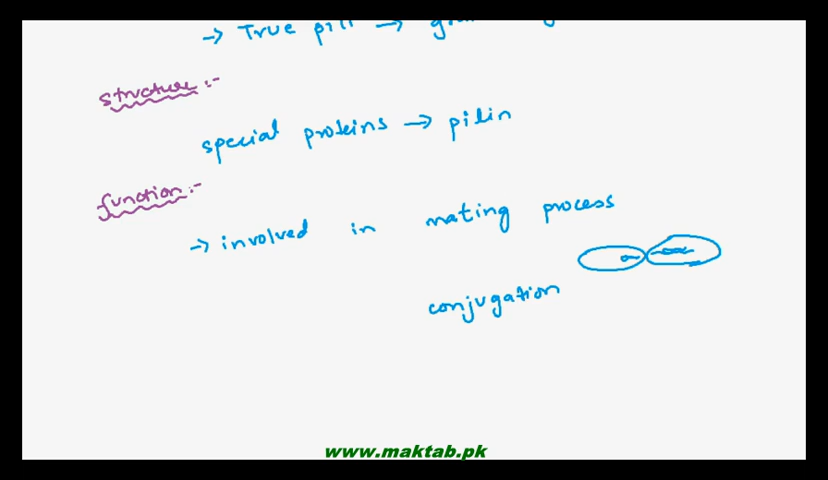 → True pili →
structure:-
special proteins → pilin
function:-
→ involved in mating process
conjugation
www.maktab.pk